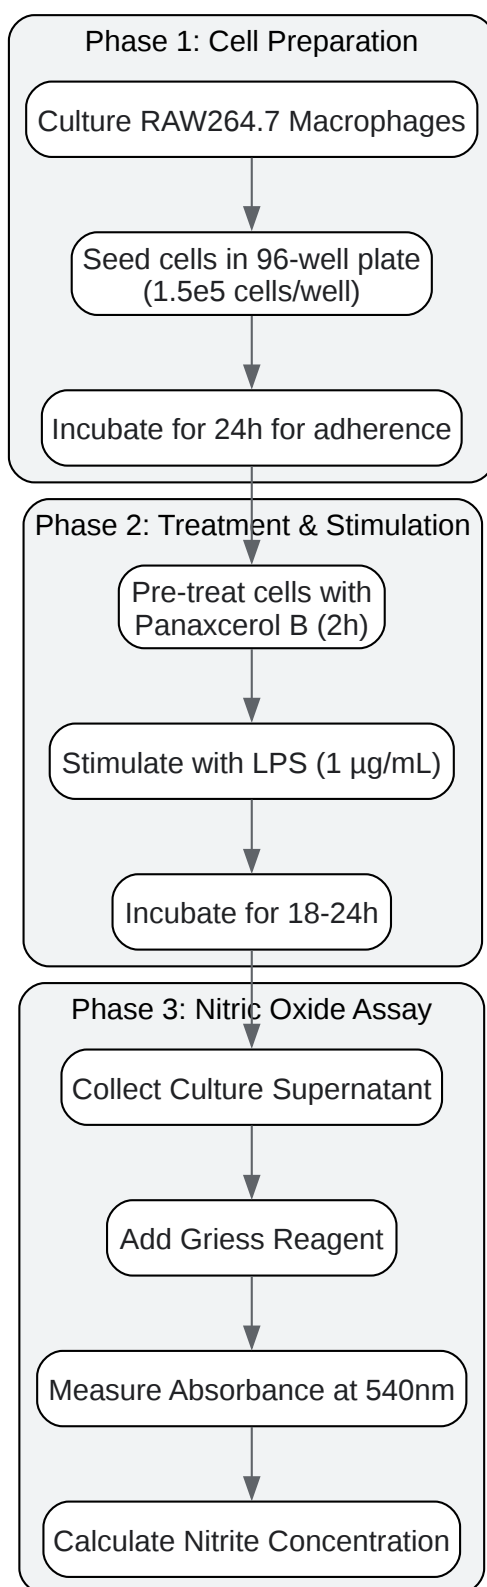 Phase 1: Cell Preparation
Culture RAW264.7 Macrophages
Seed cells in 96-well plate
(1.5e5 cells/well)
Incubate for 24h for adherence
Phase 2: Treatment & Stimulation
Pre-treat cells with
Panaxcerol B (2h)
Stimulate with LPS (1 µg/mL)
Incubate for 18-24h
Phase 3: Nitric Oxide Assay
Collect Culture Supernatant
Add Griess Reagent
Measure Absorbance at 540nm
Calculate Nitrite Concentration